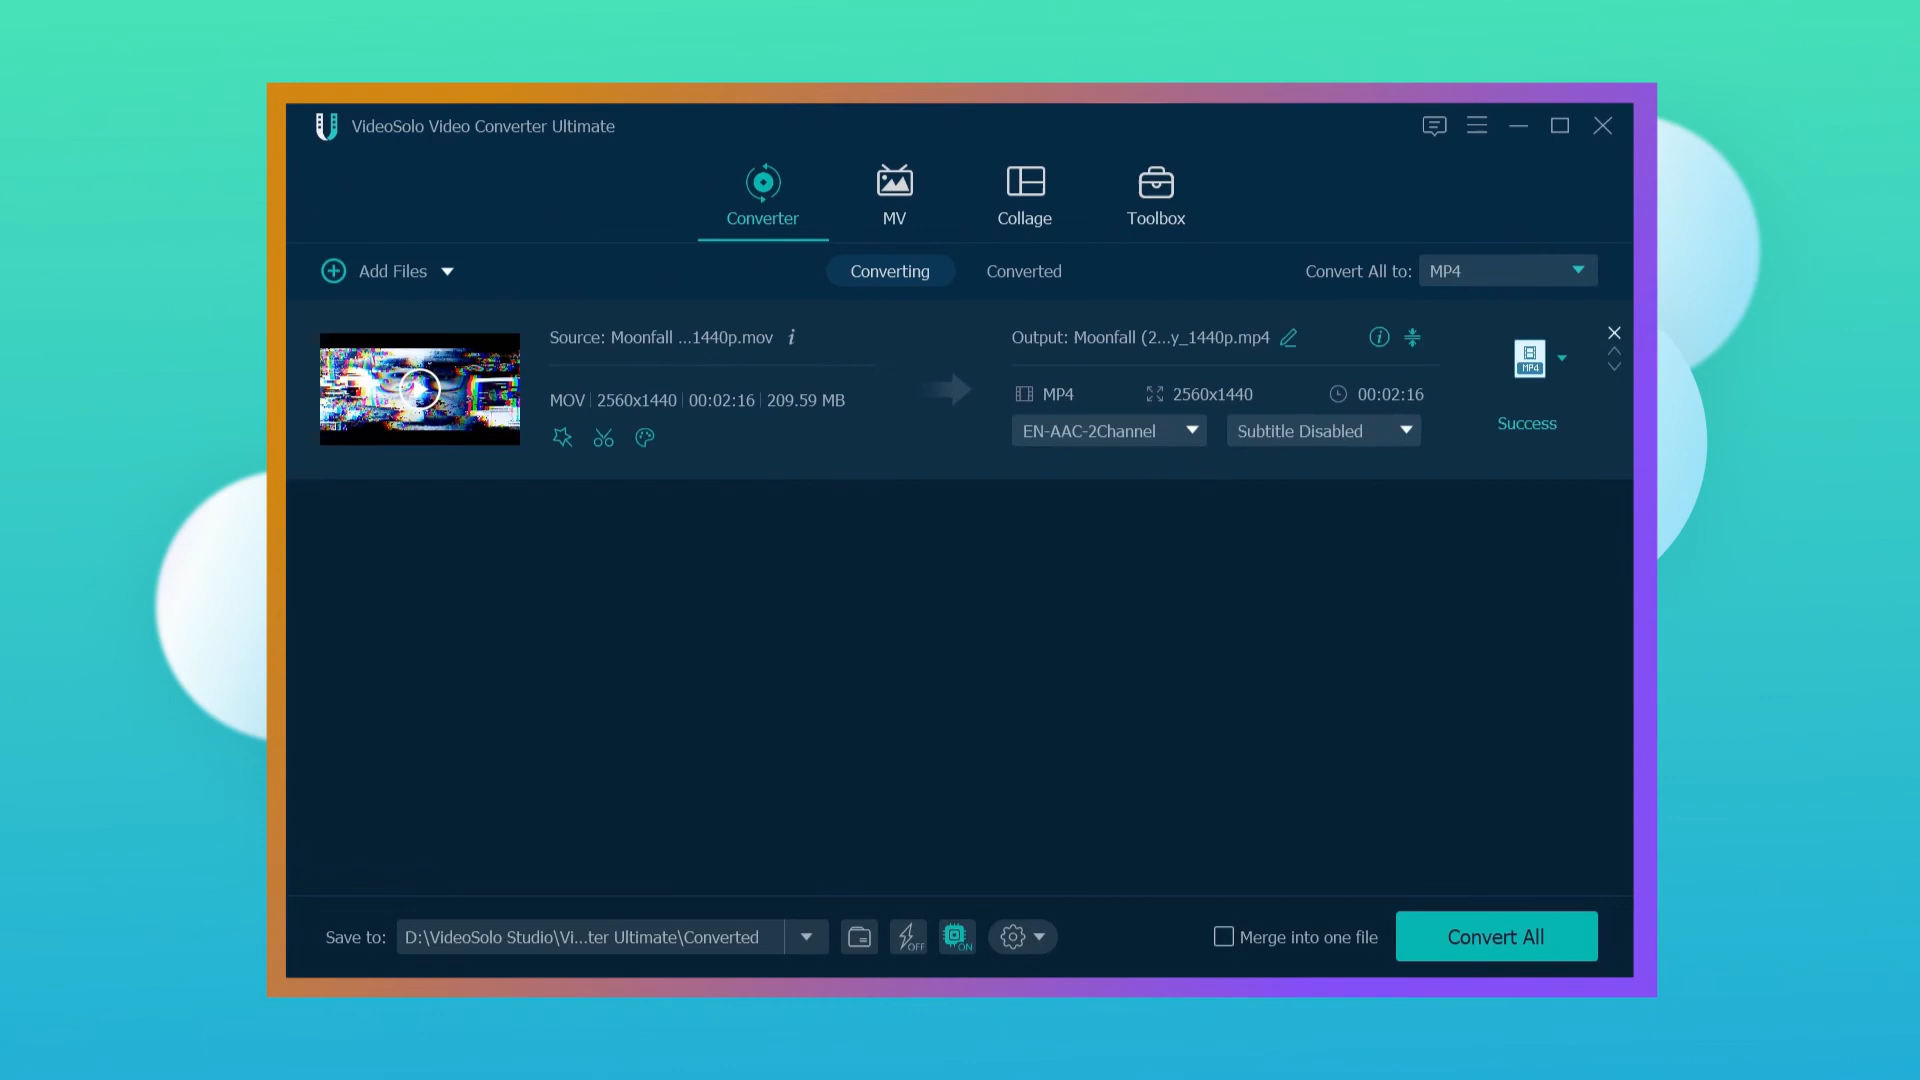 VideoSolo Video Converter Ultimate
Converter
MV
Collage
Toolbox
Add Files
Converting
Converted
Convert All to:
MP4
Source: Moonfall ...1440p.mov
MOV 2560x1440 00:02:16 209.59 MB
Output: Moonfall (2...y_1440p.mp4
MP4
2560x1440
00:02:16
EN-AAC-2Channel
Subtitle Disabled
MP4
Success
Save to:
D:\VideoSolo Studio\Vi...ter Ultimate\Converted
OFF
ON
Merge into one file
Convert All